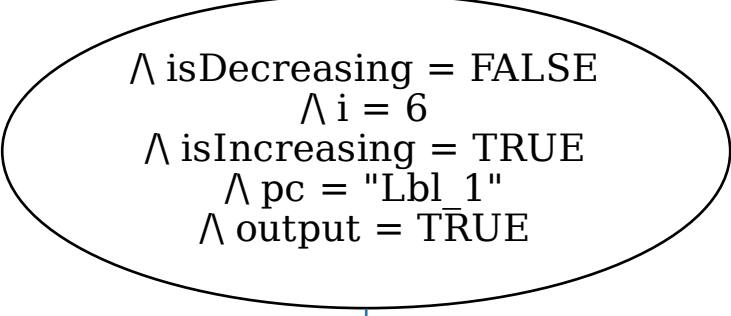 /\ isDecreasing = FALSE
/\ i = 6
/\ isIncreasing = TRUE
/\ pc = "Lbl_1"
/\ output = TRUE